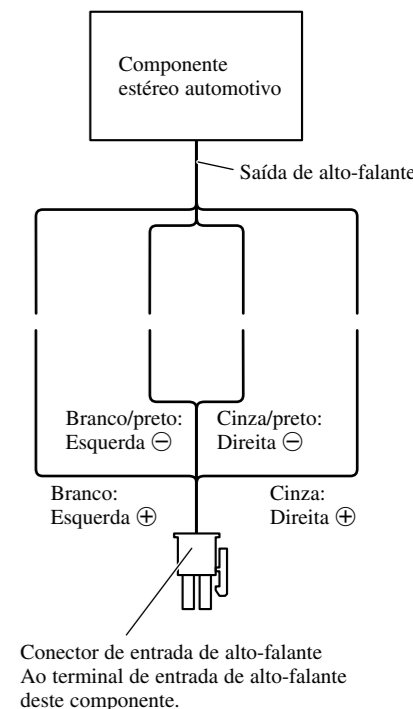 Componente
estéreo automotivo
Saída de alto-falante
Branco/preto:
Esquerda ⊖
Cinza/preto:
Direita ⊖
Branco:
Esquerda ⊕
Cinza:
Direita ⊕
Conector de entrada de alto-falante
Ao terminal de entrada de alto-falante
deste componente.